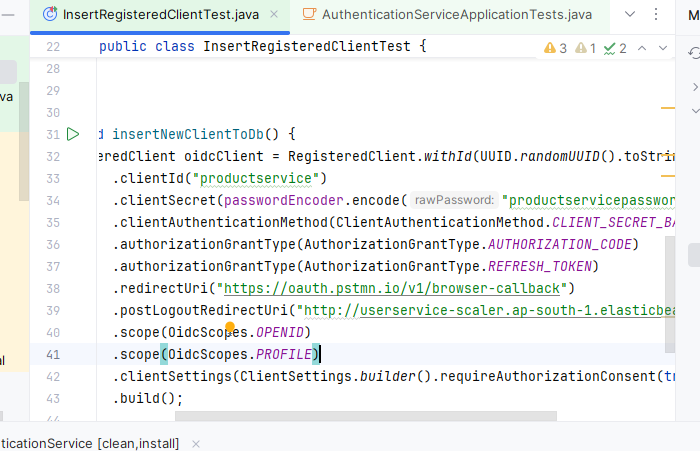 InsertRegisteredClientTest.java × AuthenticationServiceApplicationTests.java M
22 public class InsertRegisteredClientTest { 3 1 2
28
va 29
30
31 d insertNewClientToDb() {
32 eredClient oidcClient = RegisteredClient.withId(UUID.randomUUID().toStrin
33 .clientId("productservice")
34 .clientSecret(passwordEncoder.encode( rawPassword: "productservicepasswor
35 .clientAuthenticationMethod(ClientAuthenticationMethod.CLIENT_SECRET_BA
36 .authorizationGrantType(AuthorizationGrantType.AUTHORIZATION_CODE)
37 .authorizationGrantType(AuthorizationGrantType.REFRESH_TOKEN)
38 .redirectUri("https://oauth.pstmn.io/v1/browser-callback")
39 .postLogoutRedirectUri("http://userservice-scaler.ap-south-1.elasticbea
40 .scope(OidcScopes.OPENID)
41 .scope(OidcScopes.PROFILE)
al 42 .clientSettings(ClientSettings.builder().requireAuthorizationConsent(tr
43 .build();
44
ticationService [clean,install] ×